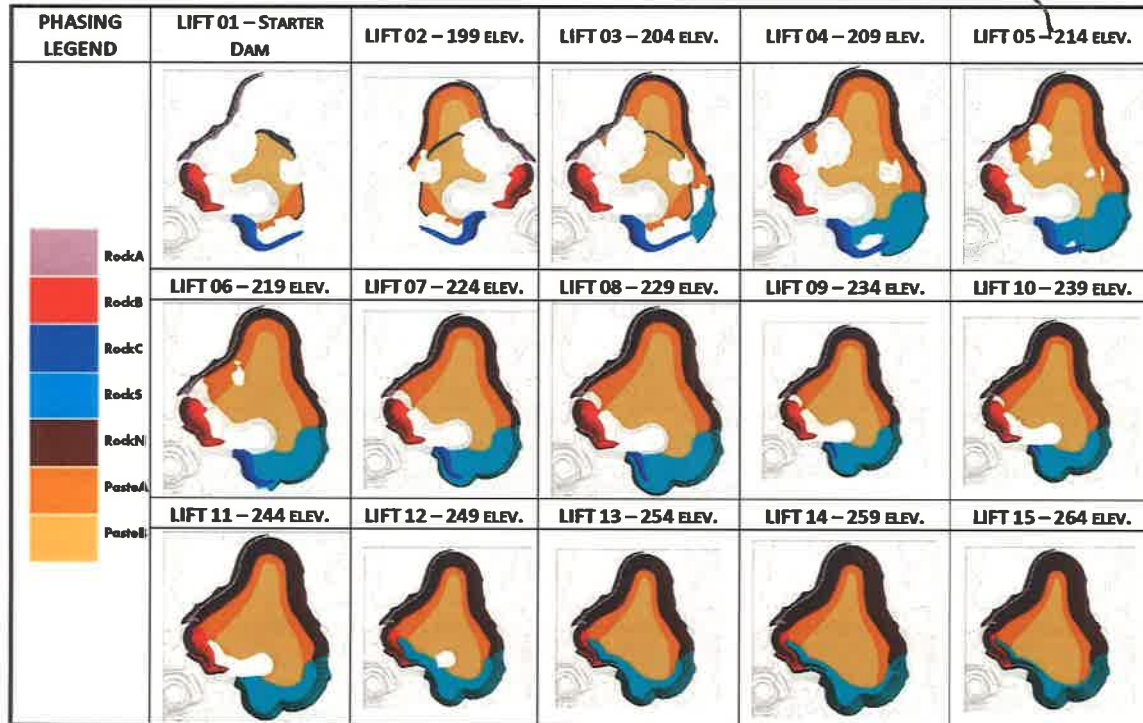 PHASING
LEGEND
LIFT 01 – STARTER
DAM
LIFT 02 – 199 ELEV.
LIFT 03 – 204 ELEV.
LIFT 04 – 209 ELEV.
LIFT 05 – 214 ELEV.
RockA
RockB
RockC
RockS
RockN
PasteA
PasteB
LIFT 06 – 219 ELEV.
LIFT 07 – 224 ELEV.
LIFT 08 – 229 ELEV.
LIFT 09 – 234 ELEV.
LIFT 10 – 239 ELEV.
LIFT 11 – 244 ELEV.
LIFT 12 – 249 ELEV.
LIFT 13 – 254 ELEV.
LIFT 14 – 259 ELEV.
LIFT 15 – 264 ELEV.